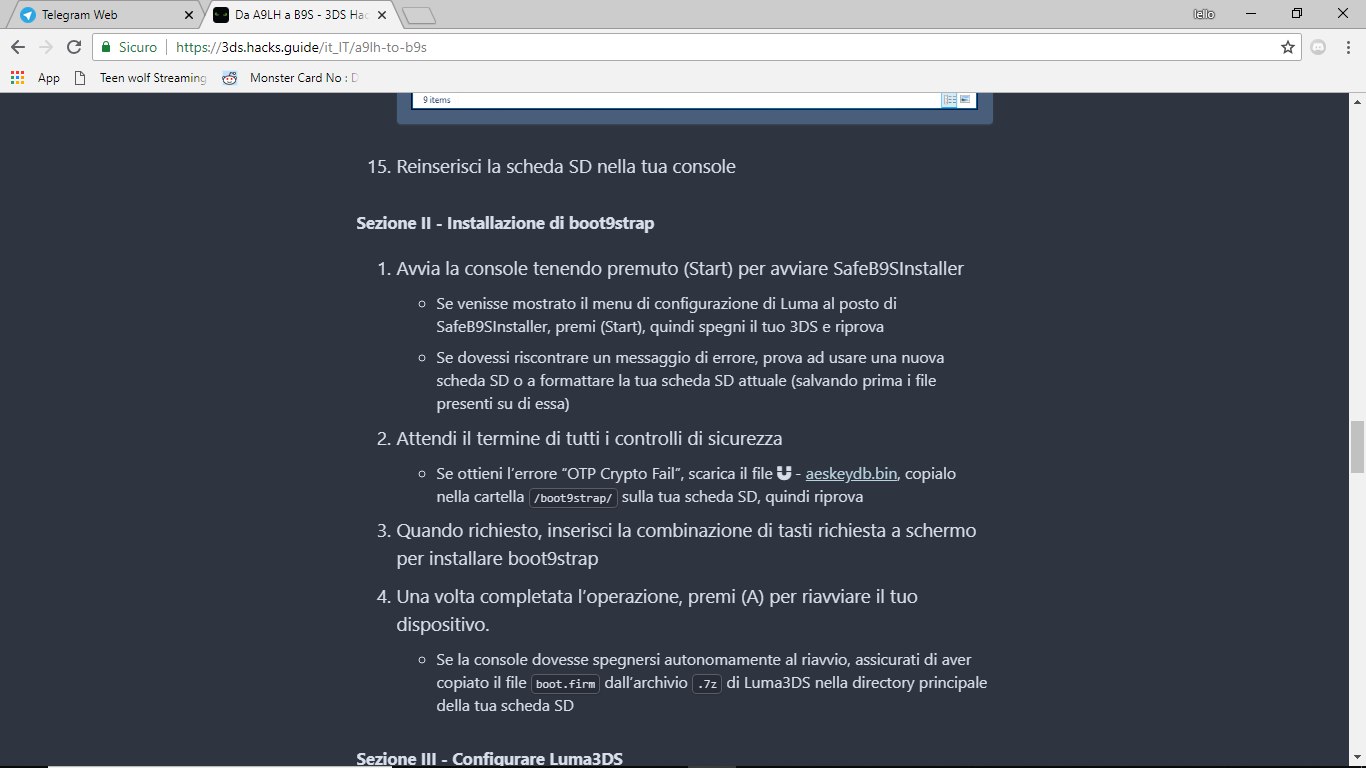 Telegram Web
Da A9LH a B9S - 3DS Hac
lello
Sicuro
https://3ds.hacks.guide/it_IT/a9lh-to-b9s
App
Teen wolf Streaming
Monster Card No : D
9 items
15. Reinserisci la scheda SD nella tua console
Sezione II - Installazione di boot9strap
1. Avvia la console tenendo premuto (Start) per avviare SafeB9SInstaller
Se venisse mostrato il menu di configurazione di Luma al posto di
SafeB9SInstaller, premi (Start), quindi spegni il tuo 3DS e riprova
Se dovessi riscontrare un messaggio di errore, prova ad usare una nuova
scheda SD o a formattare la tua scheda SD attuale (salvando prima i file
presenti su di essa)
2. Attendi il termine di tutti i controlli di sicurezza
Se ottieni l’errore “OTP Crypto Fail”, scarica il file - aeskeydb.bin, copialo
nella cartella /boot9strap/ sulla tua scheda SD, quindi riprova
3. Quando richiesto, inserisci la combinazione di tasti richiesta a schermo
per installare boot9strap
4. Una volta completata l’operazione, premi (A) per riavviare il tuo
dispositivo.
Se la console dovesse spegnersi autonomamente al riavvio, assicurati di aver
copiato il file boot.firm dall’archivio .7z di Luma3DS nella directory principale
della tua scheda SD
Sezione III - Configurare Luma3DS